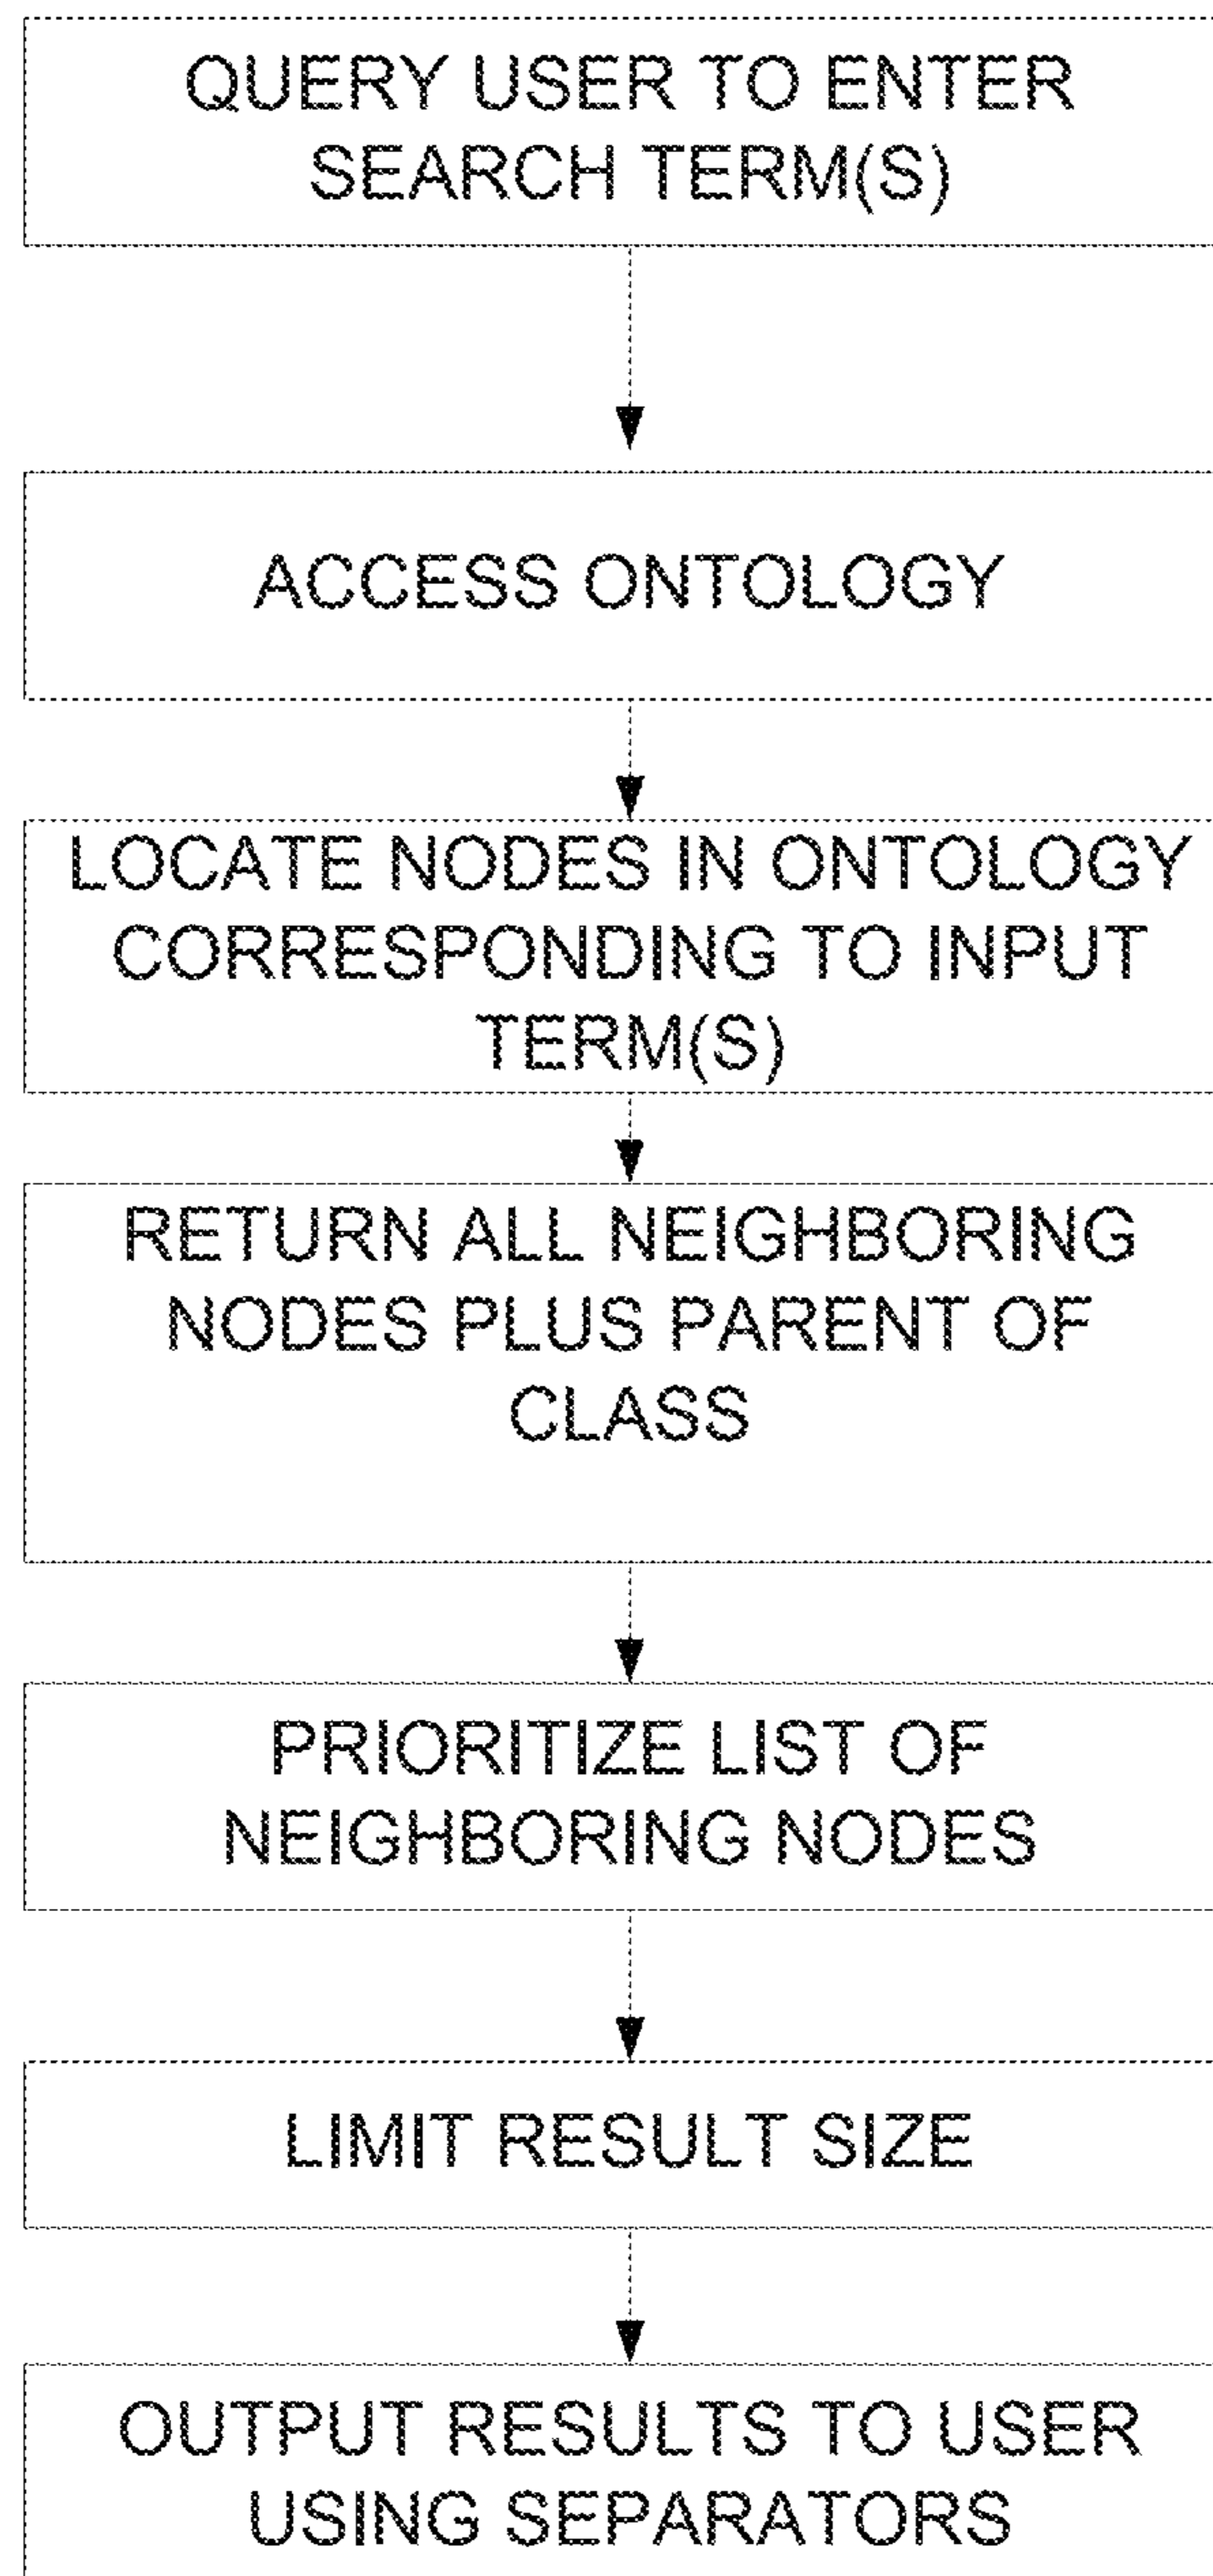 QUERY USER TO ENTER
SEARCH TERM(S)
ACCESS ONTOLOGY
LOCATE NODES IN ONTOLOGY
CORRESPONDING TO INPUT
TERM(S)
RETURN ALL NEIGHBORING
NODES PLUS PARENT OF
CLASS
PRIORITIZE LIST OF
NEIGHBORING NODES
LIMIT RESULT SIZE
OUTPUT RESULTS TO USER
USING SEPARATORS